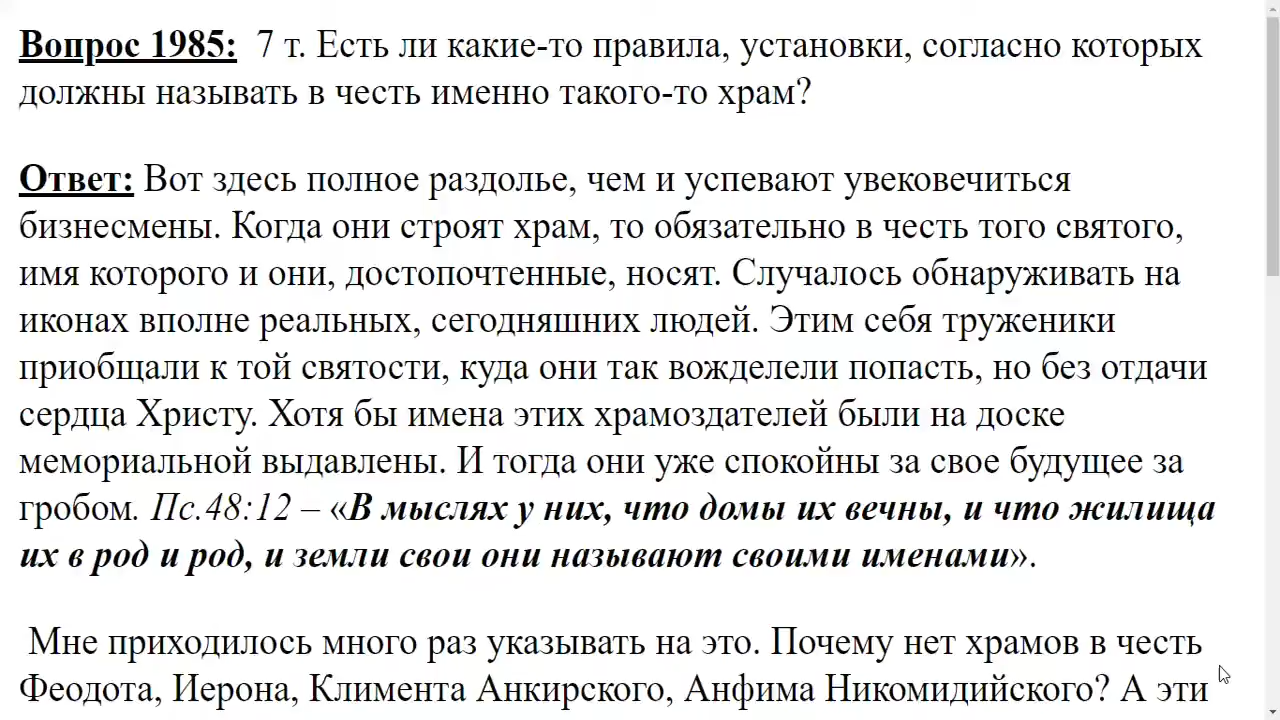 Вопрос 1985:  7 т. Есть ли какие-то правила, установки, согласно которых
должны называть в честь именно такого-то храм?
Ответ: Вот здесь полное раздолье, чем и успевают увековечиться
бизнесмены. Когда они строят храм, то обязательно в честь того святого,
имя которого и они, достопочтенные, носят. Случалось обнаруживать на
иконах вполне реальных, сегодняшних людей. Этим себя труженики
приобщали к той святости, куда они так вожделели попасть, но без отдачи
сердца Христу. Хотя бы имена этих храмоздателей были на доске
мемориальной выдавлены. И тогда они уже спокойны за свое будущее за
гробом. Пс.48:12 – «В мыслях у них, что домы их вечны, и что жилища
их в род и род, и земли свои они называют своими именами».
Мне приходилось много раз указывать на это. Почему нет храмов в честь
Феодота, Иерона, Климента Анкирского, Анфима Никомидийского? А эти